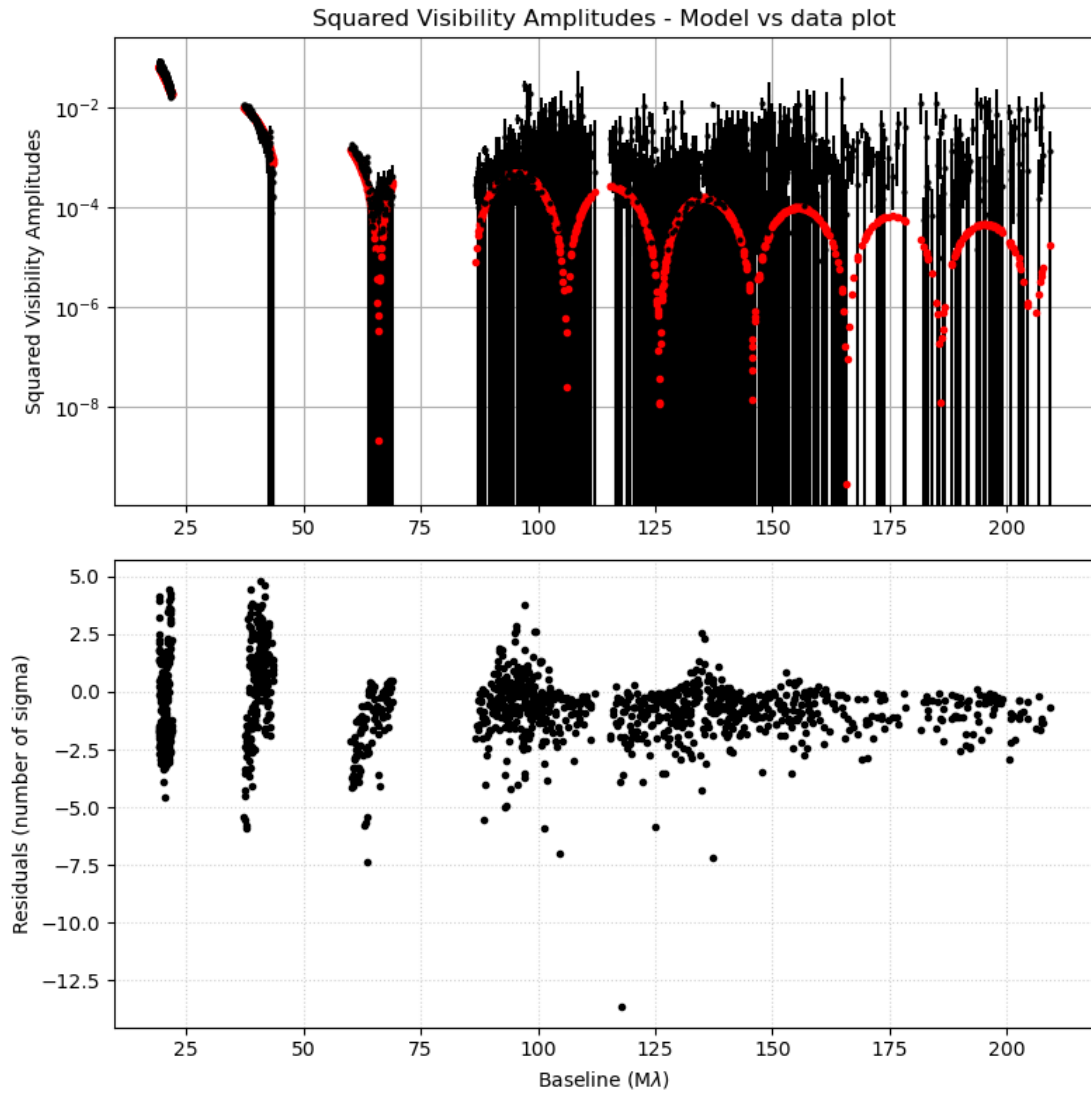 Squared Visibility Amplitudes - Model vs data plot
Squared Visibility Amplitudes
10⁻²
10⁻⁴
10⁻⁶
10⁻⁸
25 50 75 100 125 150 175 200
Residuals (number of sigma)
5.0
2.5
0.0
−2.5
−5.0
−7.5
−10.0
−12.5
25 50 75 100 125 150 175 200
Baseline (Mλ)